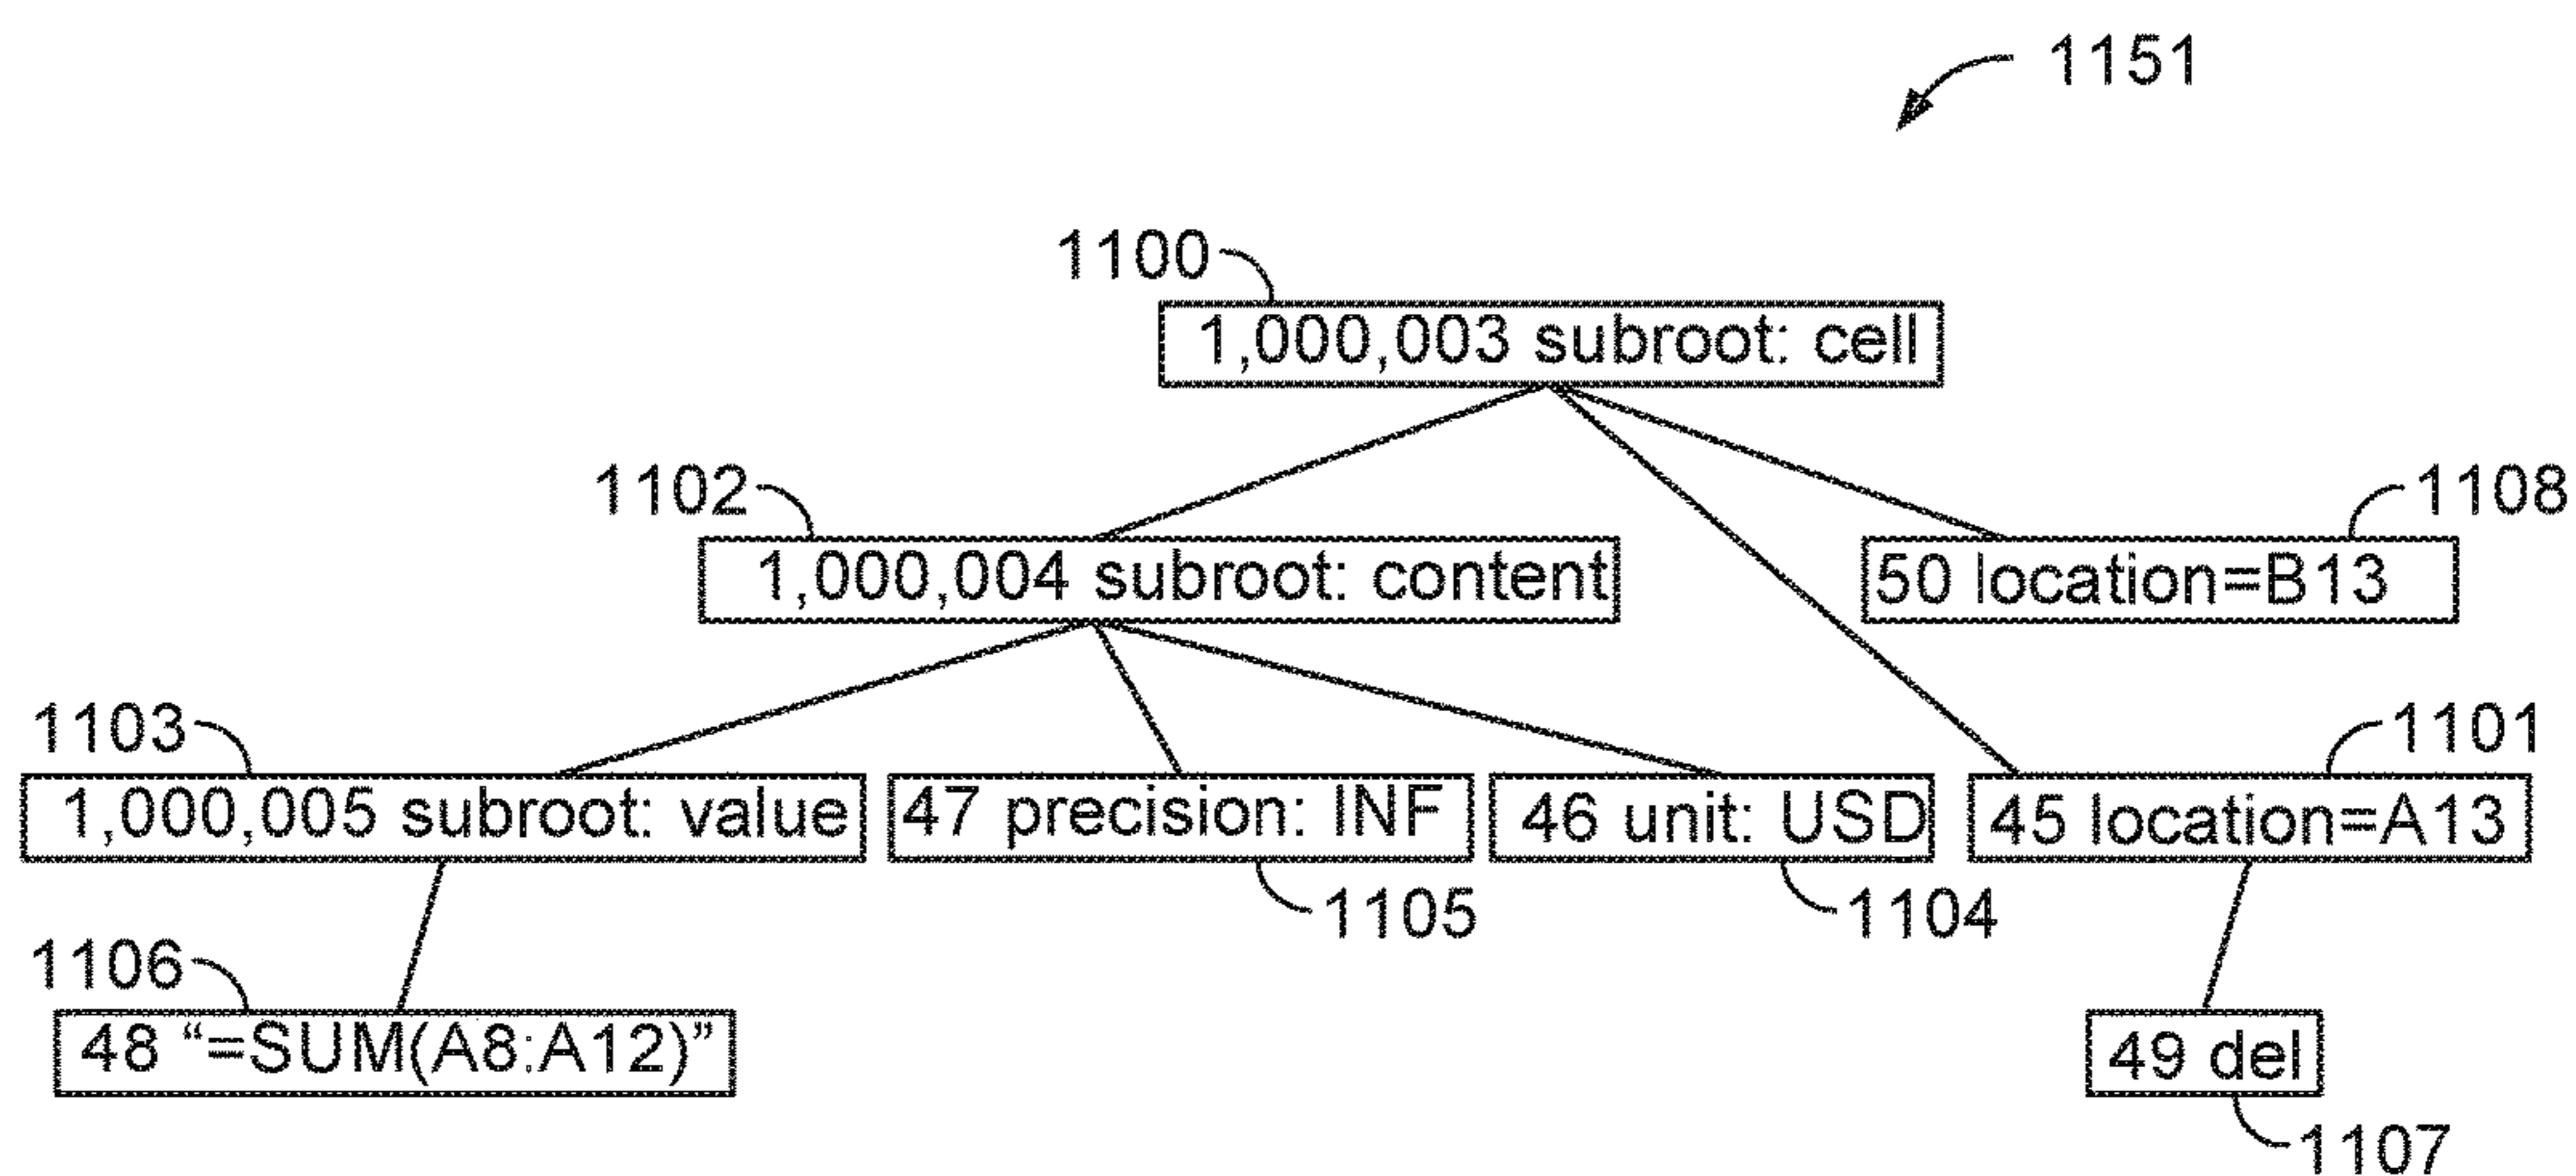 1151
1100
1,000,003 subroot: cell
1102
1108
1,000,004 subroot: content
50 location=B13
1103
1101
1,000,005 subroot: value
47 precision: INF
46 unit: USD
45 location=A13
1105
1104
1106
48 “=SUM(A8:A12)”
49 del
1107